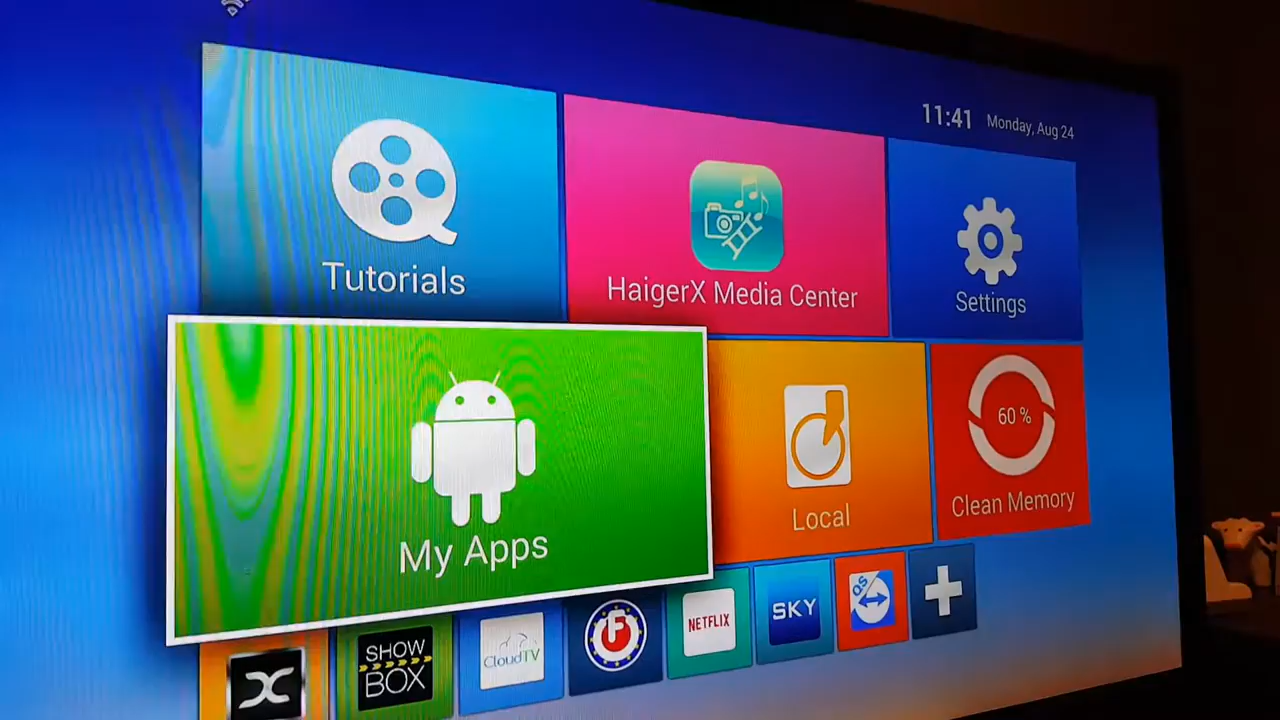 11:41 Monday, Aug 24
Tutorials
HaigerX Media Center
Settings
My Apps
Local
60 %
Clean Memory
SHOW
BOX
CloudTV
F
NETFLIX
SKY
QS